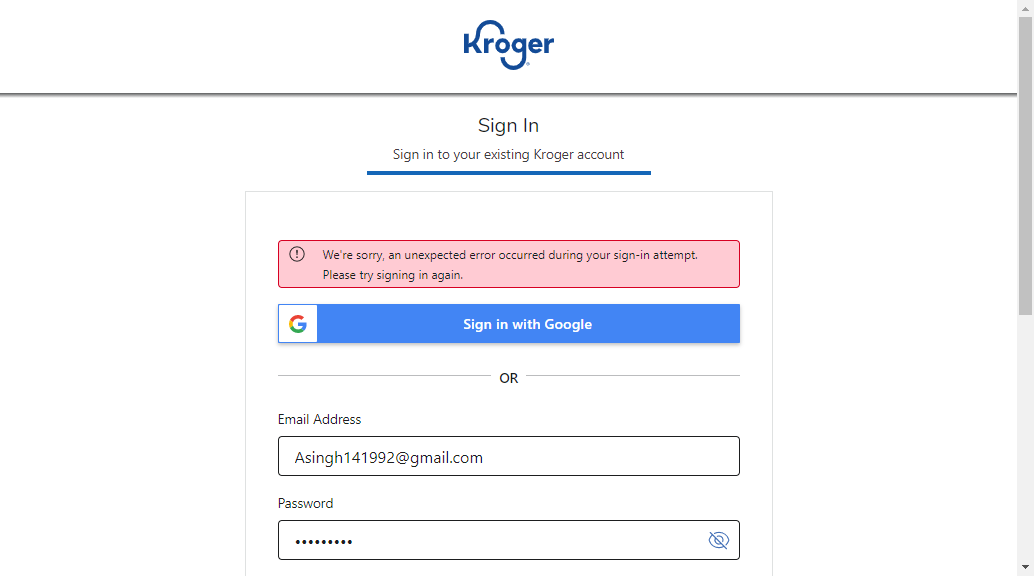 Kroger
Sign In
Sign in to your existing Kroger account
We're sorry, an unexpected error occurred during your sign-in attempt.
Please try signing in again.
G
Sign in with Google
OR
Email Address
Asingh141992@gmail.com
Password
•••••••••